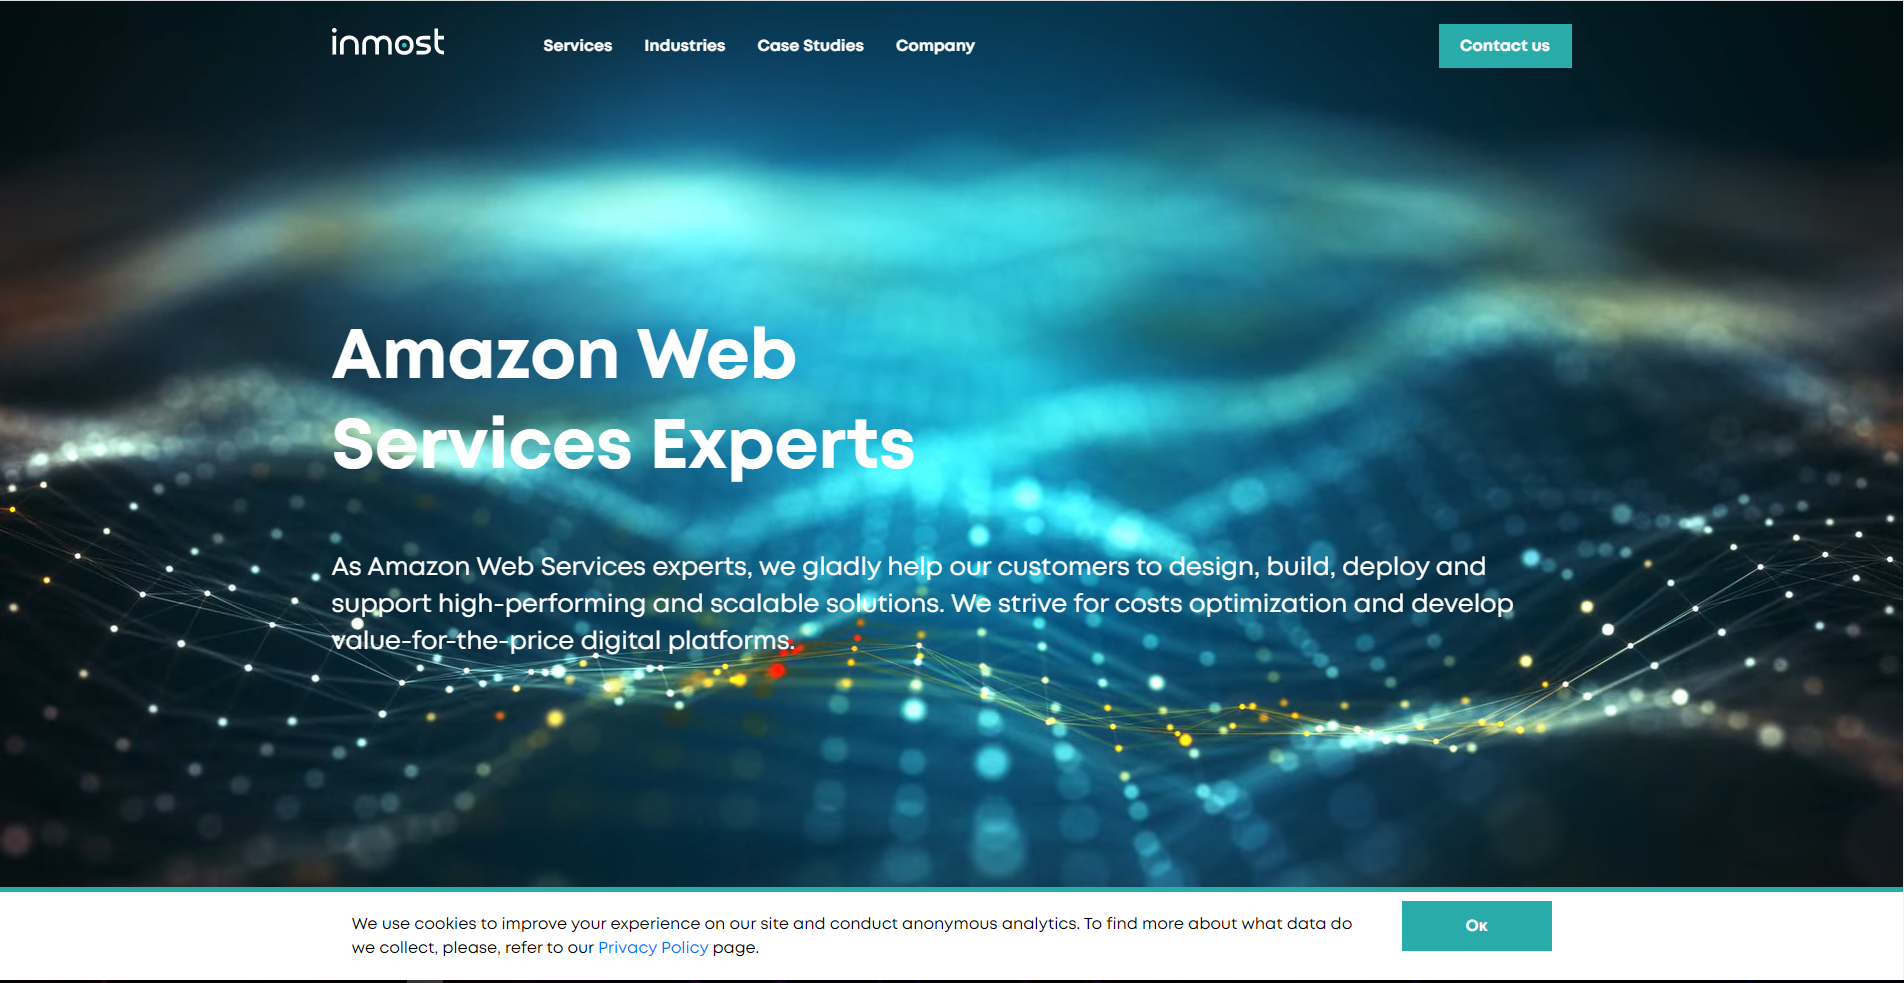 inmost
Services
Industries
Case Studies
Company
Contact us
Amazon Web
Services Experts
As Amazon Web Services experts, we gladly help our customers to design, build, deploy and
support high-performing and scalable solutions. We strive for costs optimization and develop
value-for-the-price digital platforms.
We use cookies to improve your experience on our site and conduct anonymous analytics. To find more about what data do
we collect, please, refer to our Privacy Policy page.
Ок